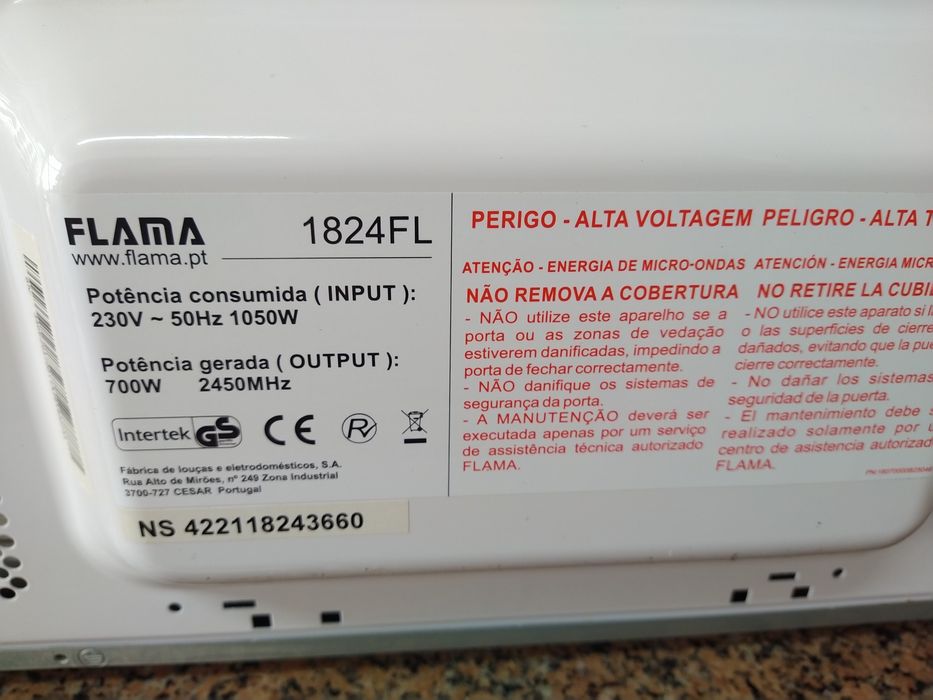 FLAMA
1824FL
www.flama.pt
Potência consumida ( INPUT ):
230V ~ 50Hz 1050W
Potência gerada ( OUTPUT ):
700W 2450MHz
Intertek GS CE
Fábrica de louças e eletrodomésticos, S.A.
Rua Alto de Mirões, nº 249 Zona Industrial
3700-727 CESAR Portugal
NS 422118243660
PERIGO - ALTA VOLTAGEM
ATENÇÃO - ENERGIA DE MICRO-ONDAS
NÃO REMOVA A COBERTURA
- NÃO utilize este aparelho se a
porta ou as zonas de vedação
estiverem danificadas, impedindo a
porta de fechar correctamente.
- NÃO danifique os sistemas de
segurança da porta.
- A MANUTENÇÃO deverá ser
executada apenas por um serviço
de assistência técnica autorizado
FLAMA.
PELIGRO - ALTA
ATENCIÓN - ENERGIA
NO RETIRE LA
- NO utilice este aparato si
o las superficies de cierre
dañados, evitando que la
cierre correctamente.
- No dañar los sistemas
seguridad de la puerta.
- El mantenimiento debe
realizado solamente por
centro de asistencia
FLAMA.